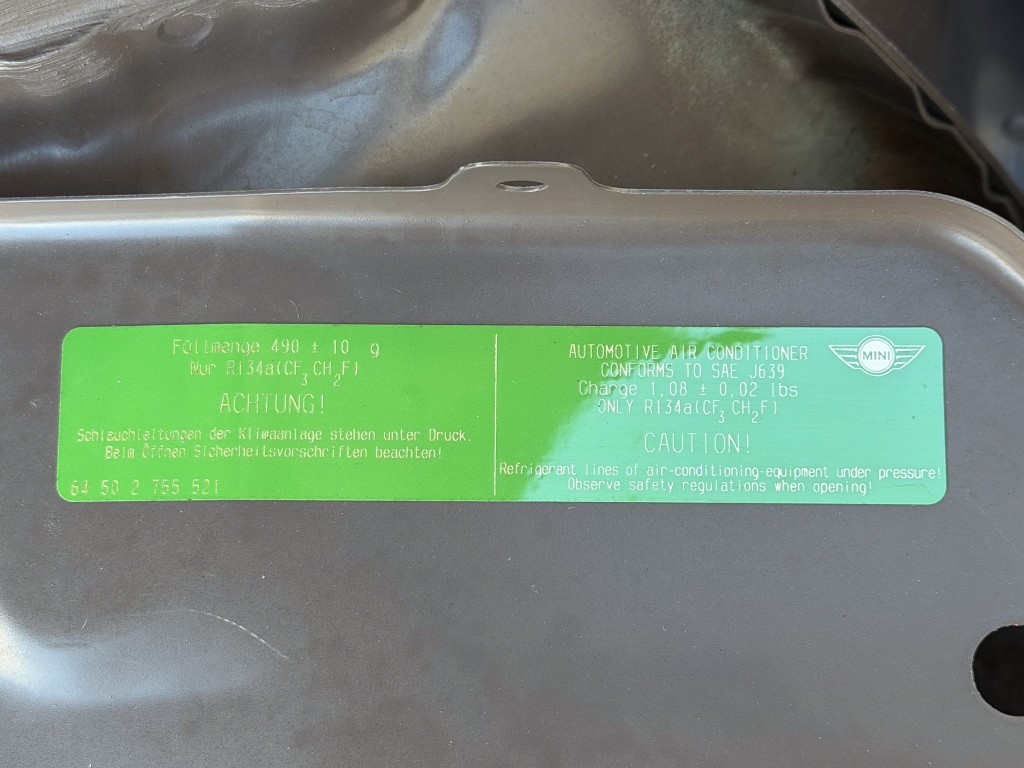 Füllmenge 490 ± 10 g
Nur R134a(CF3CH2F)
ACHTUNG!
Schlauchleitungen der Klimaanlage stehen unter Druck.
Beim Öffnen Sicherheitsvorschriften beachten!
64 50 2 755 521
AUTOMOTIVE AIR CONDITIONER
CONFORMS TO SAE J639
Charge 1,08 ± 0,02 lbs
ONLY R134a(CF3CH2F)
CAUTION!
Refrigerant lines of air-conditioning-equipment under pressure!
Observe safety regulations when opening!
MINI